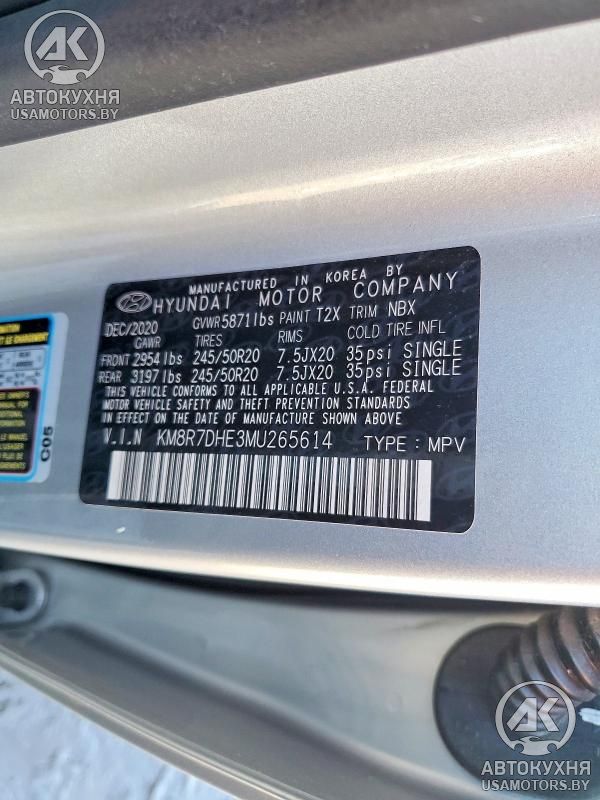 АК
АВТОКУХНЯ
USAMOTORS.BY
MANUFACTURED IN KOREA BY
HYUNDAI MOTOR COMPANY
DEC/2020 GVWR 5871lbs PAINT T2X TRIM NBX
GAWR TIRES RIMS COLD TIRE INFL
FRONT 2954lbs 245/50R20 7.5JX20 35psi SINGLE
REAR 3197lbs 245/50R20 7.5JX20 35psi SINGLE
THIS VEHICLE CONFORMS TO ALL APPLICABLE U.S.A. FEDERAL
MOTOR VEHICLE SAFETY AND THEFT PREVENTION STANDARDS
IN EFFECT ON THE DATE OF MANUFACTURE SHOWN ABOVE
V.I.N KM8R7DHE3MU265614 TYPE : MPV
C05
АК
АВТОКУХНЯ
USAMOTORS.BY